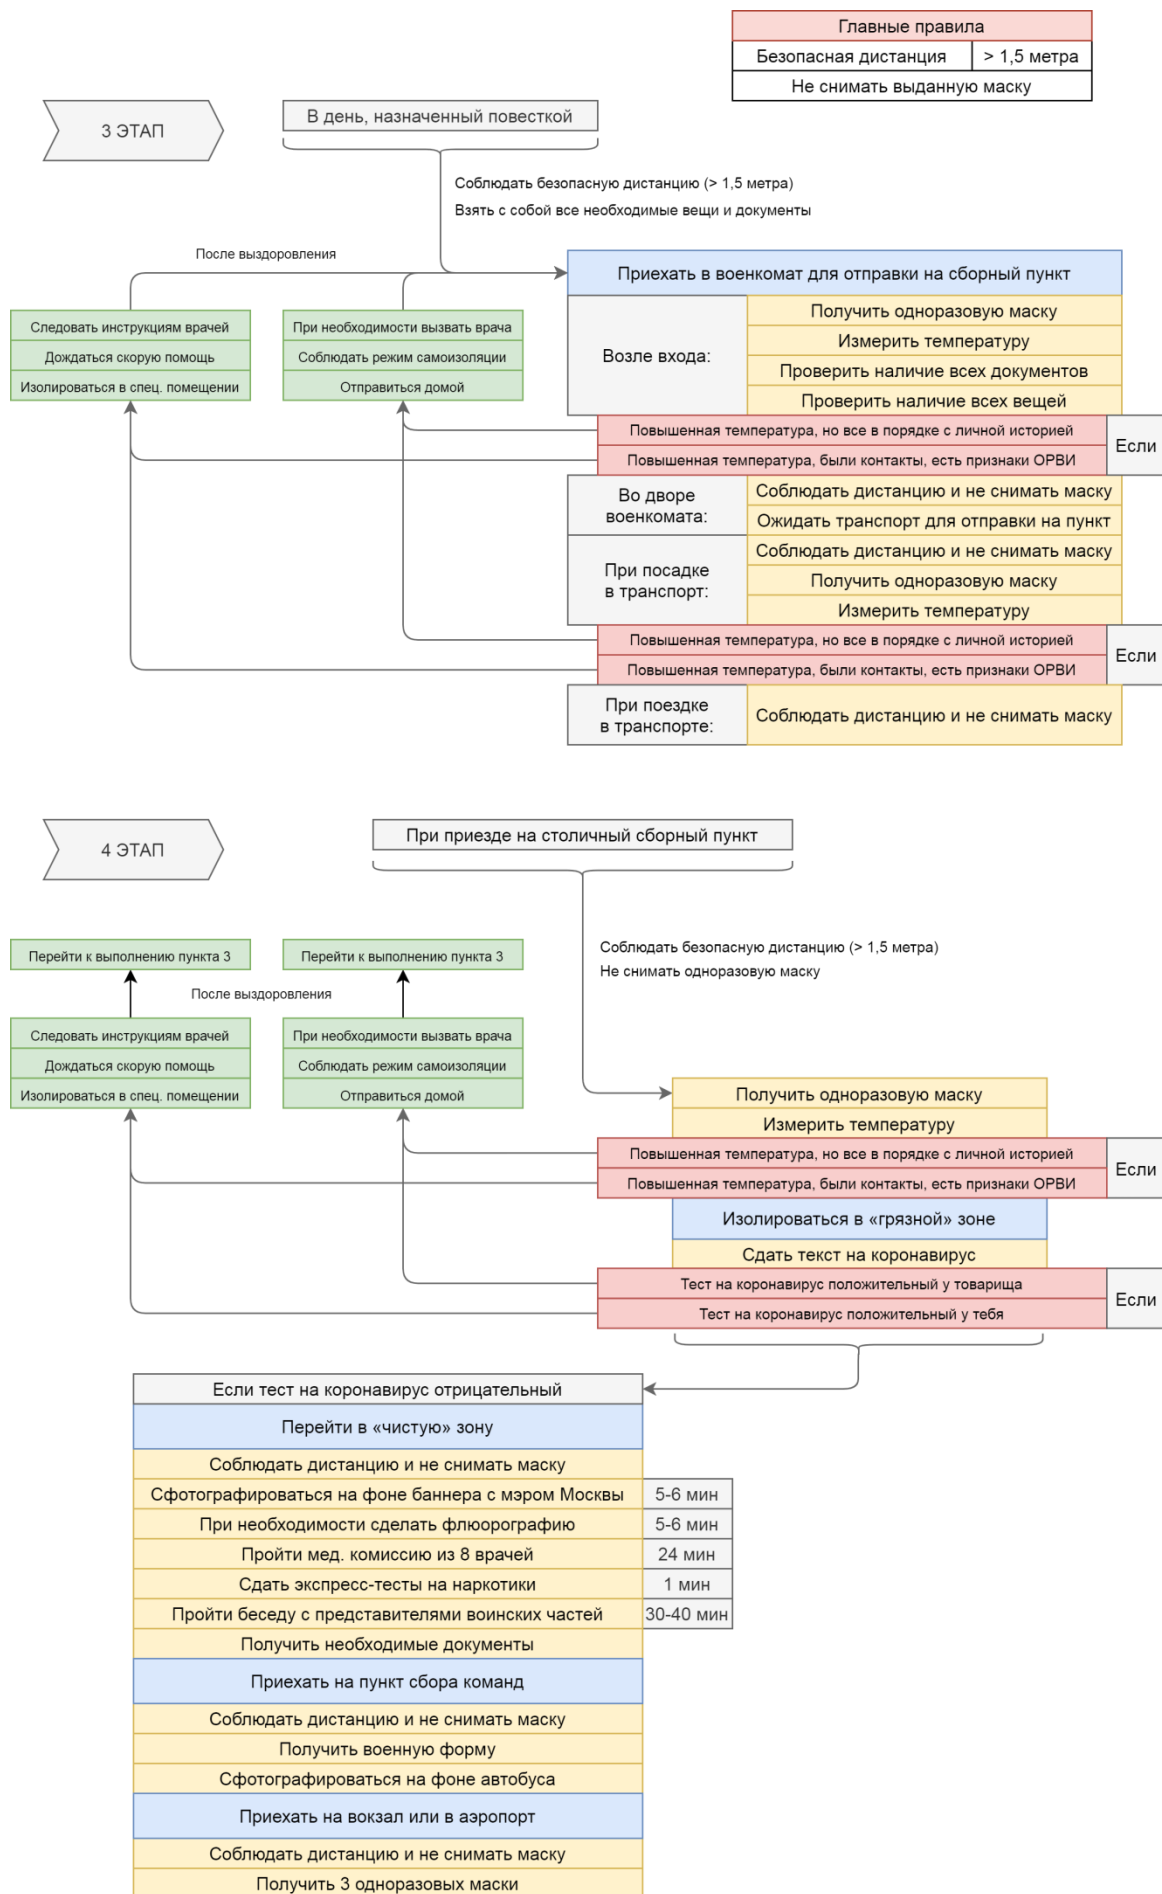 Главные правила
Безопасная дистанция > 1,5 метра
Не снимать выданную маску
3 ЭТАП
В день, назначенный повесткой
Соблюдать безопасную дистанцию (> 1,5 метра)
Взять с собой все необходимые вещи и документы
После выздоровления
Приехать в военкомат для отправки на сборный пункт
Следовать инструкциям врачей
Дождаться скорую помощь
Изолироваться в спец. помещении
При необходимости вызвать врача
Соблюдать режим самоизоляции
Отправиться домой
Возле входа:
Получить одноразовую маску
Измерить температуру
Проверить наличие всех документов
Проверить наличие всех вещей
Повышенная температура, но все в порядке с личной историей
Повышенная температура, были контакты, есть признаки ОРВИ
Если
Во дворе
военкомата:
Соблюдать дистанцию и не снимать маску
Ожидать транспорт для отправки на пункт
При посадке
в транспорт:
Соблюдать дистанцию и не снимать маску
Получить одноразовую маску
Измерить температуру
Повышенная температура, но все в порядке с личной историей
Повышенная температура, были контакты, есть признаки ОРВИ
Если
При поездке
в транспорте:
Соблюдать дистанцию и не снимать маску
4 ЭТАП
При приезде на столичный сборный пункт
Соблюдать безопасную дистанцию (> 1,5 метра)
Не снимать одноразовую маску
Перейти к выполнению пункта 3
Перейти к выполнению пункта 3
После выздоровления
Следовать инструкциям врачей
Дождаться скорую помощь
Изолироваться в спец. помещении
При необходимости вызвать врача
Соблюдать режим самоизоляции
Отправиться домой
Получить одноразовую маску
Измерить температуру
Повышенная температура, но все в порядке с личной историей
Повышенная температура, были контакты, есть признаки ОРВИ
Если
Изолироваться в «грязной» зоне
Сдать текст на коронавирус
Тест на коронавирус положительный у товарища
Тест на коронавирус положительный у тебя
Если
Если тест на коронавирус отрицательный
Перейти в «чистую» зону
Соблюдать дистанцию и не снимать маску
Сфотографироваться на фоне баннера с мэром Москвы 5-6 мин
При необходимости сделать флюорографию 5-6 мин
Пройти мед. комиссию из 8 врачей 24 мин
Сдать экспресс-тесты на наркотики 1 мин
Пройти беседу с представителями воинских частей 30-40 мин
Получить необходимые документы
Приехать на пункт сбора команд
Соблюдать дистанцию и не снимать маску
Получить военную форму
Сфотографироваться на фоне автобуса
Приехать на вокзал или в аэропорт
Соблюдать дистанцию и не снимать маску
Получить 3 одноразовых маски